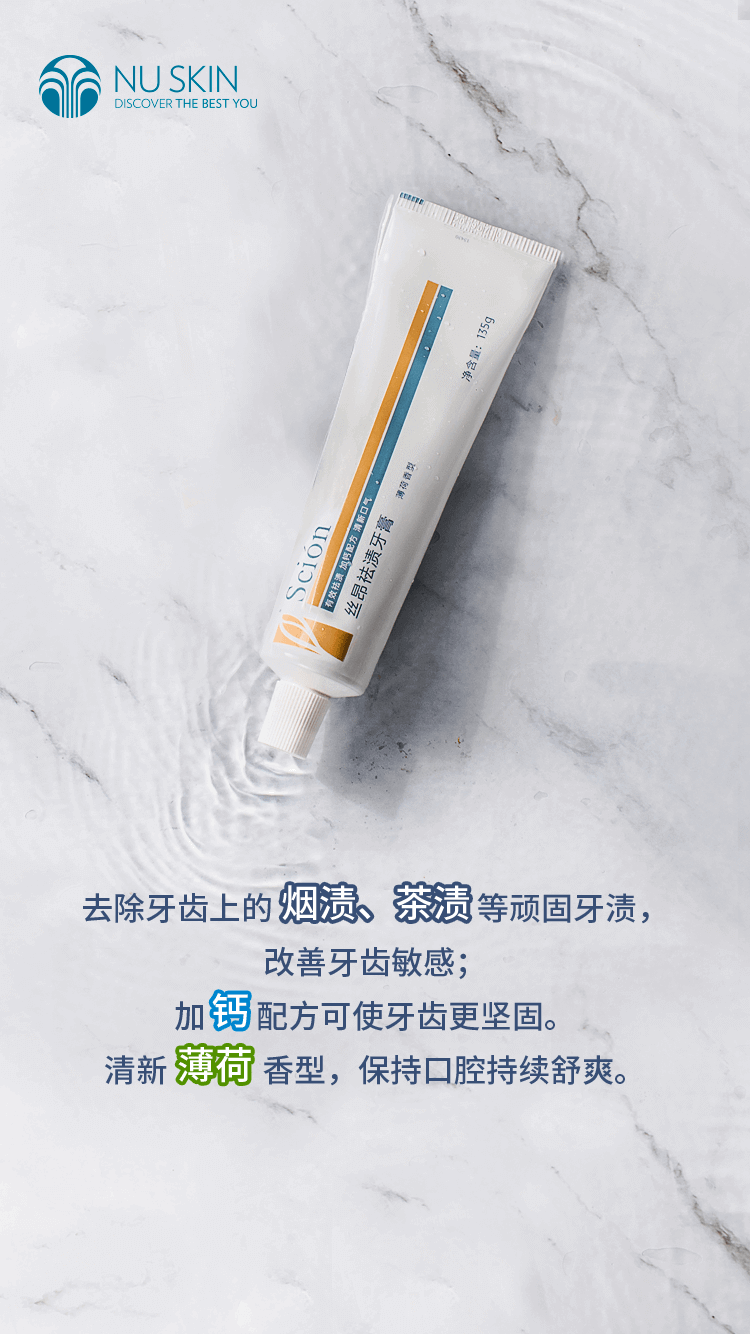 NU SKIN
DISCOVER THE BEST YOU
净含量：135g
薄荷香型
Sción
有效祛渍 加钙配方 清新口气
丝昂祛渍牙膏
去除牙齿上的烟渍、茶渍等顽固牙渍，
改善牙齿敏感；
加钙配方可使牙齿更坚固。
清新薄荷香型，保持口腔持续舒爽。